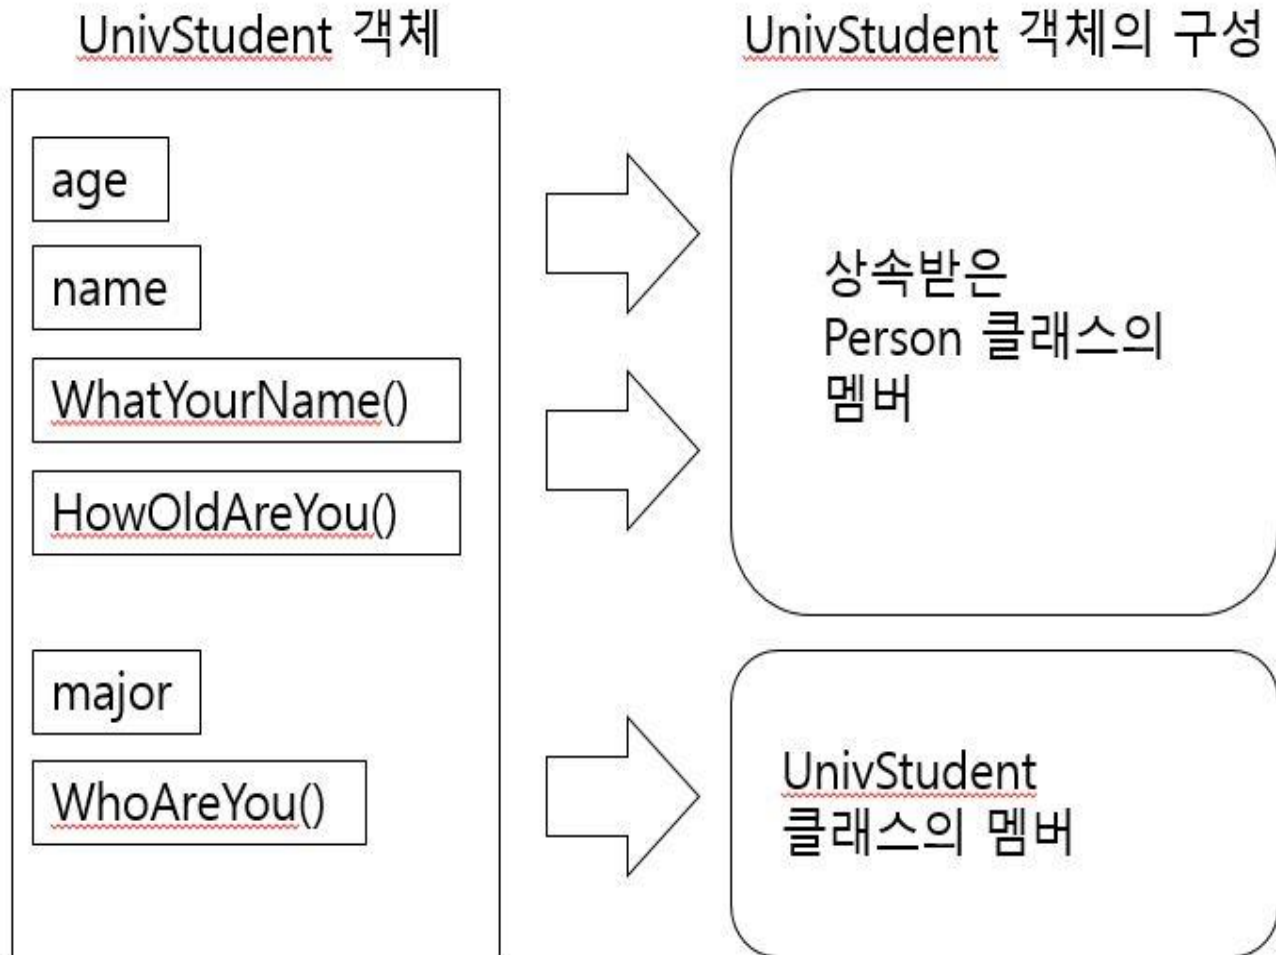 UnivStudent 객체
UnivStudent 객체의 구성
age
name
WhatYourName()
HowOldAreYou()
상속받은
Person 클래스의
멤버
major
WhoAreYou()
UnivStudent
클래스의 멤버